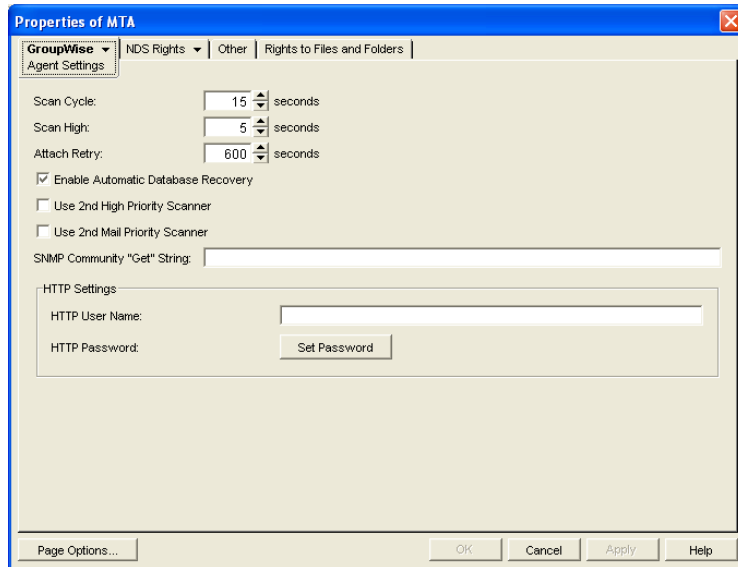 Properties of MTA
GroupWise NDS Rights Other Rights to Files and Folders
Agent Settings
Scan Cycle: 15 seconds
Scan High: 5 seconds
Attach Retry: 600 seconds
Enable Automatic Database Recovery
Use 2nd High Priority Scanner
Use 2nd Mail Priority Scanner
SNMP Community "Get" String:
HTTP Settings
HTTP User Name:
HTTP Password: Set Password
Page Options... OK Cancel Apply Help